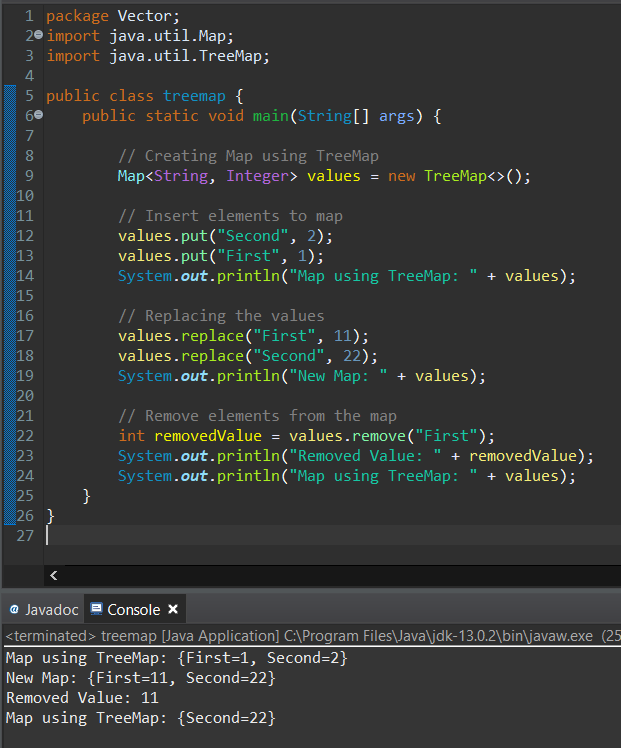 1 package Vector;
2 import java.util.Map;
3 import java.util.TreeMap;
4
5 public class treemap {
6     public static void main(String[] args) {
7
8         // Creating Map using TreeMap
9         Map<String, Integer> values = new TreeMap<>();
10
11         // Insert elements to map
12         values.put("Second", 2);
13         values.put("First", 1);
14         System.out.println("Map using TreeMap: " + values);
15
16         // Replacing the values
17         values.replace("First", 11);
18         values.replace("Second", 22);
19         System.out.println("New Map: " + values);
20
21         // Remove elements from the map
22         int removedValue = values.remove("First");
23         System.out.println("Removed Value: " + removedValue);
24         System.out.println("Map using TreeMap: " + values);
25     }
26 }
27
@ Javadoc Console
<terminated> treemap [Java Application] C:\Program Files\Java\jdk-13.0.2\bin\javaw.exe (25
Map using TreeMap: {First=1, Second=2}
New Map: {First=11, Second=22}
Removed Value: 11
Map using TreeMap: {Second=22}